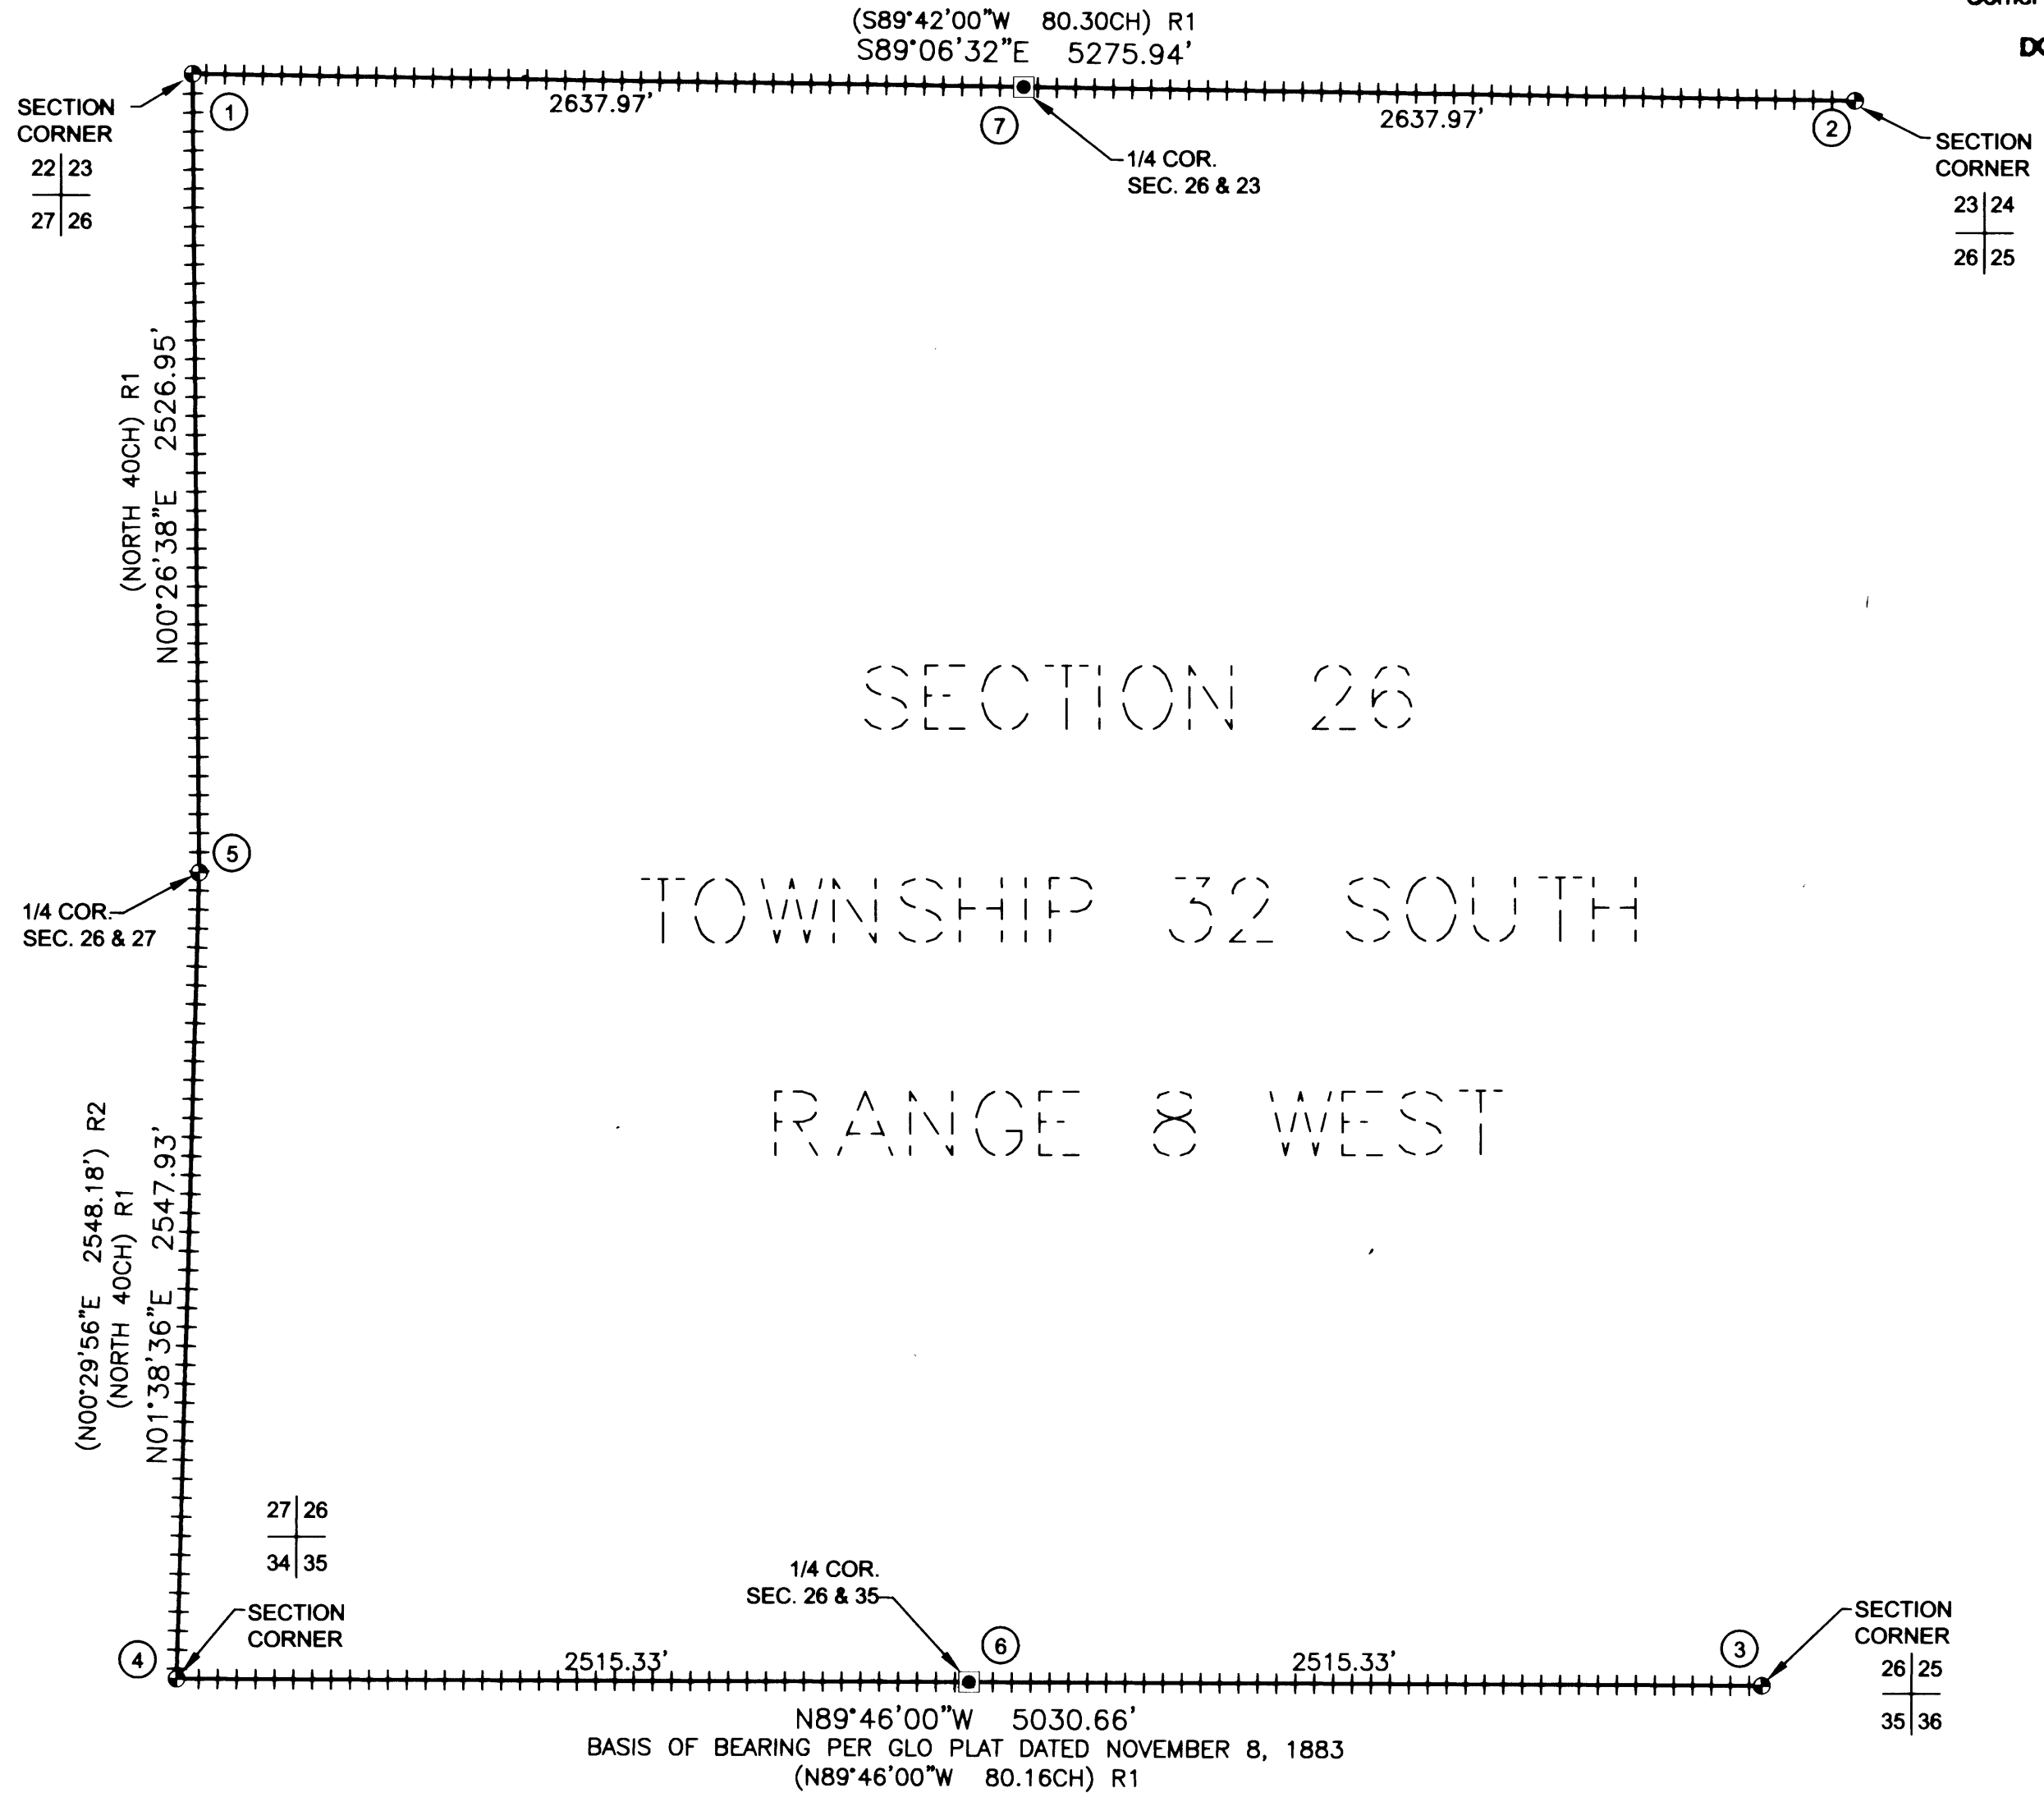 (S89°42'00"W 80.30CH) R1
S89°06'32"E 5275.94'
Corner
SECTION
CORNER
22 23
27 26
1
2637.97'
7
1/4 COR.
SEC. 26 & 23
2637.97'
2
SECTION
CORNER
23 24
26 25
(NORTH 40CH) R1
N00°26'38"E 2526.95'
SECTION 26
TOWNSHIP 32 SOUTH
RANGE 8 WEST
5
1/4 COR.
SEC. 26 & 27
(N00°29'56"E 2548.18') R2
(NORTH 40CH) R1
N01°38'36"E 2547.93'
27 26
34 35
SECTION
CORNER
4
2515.33'
1/4 COR.
SEC. 26 & 35
6
2515.33'
3
SECTION
CORNER
26 25
35 36
N89°46'00"W 5030.66'
BASIS OF BEARING PER GLO PLAT DATED NOVEMBER 8, 1883
(N89°46'00"W 80.16CH) R1